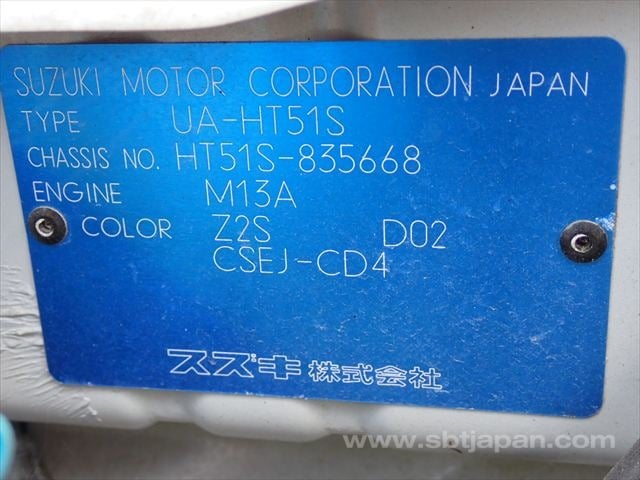 SUZUKI MOTOR CORPORATION JAPAN
TYPE UA-HT51S
CHASSIS NO. HT51S-835668
ENGINE M13A
COLOR Z2S D02
CSEJ-CD4
スズキ株式会社
www.sbtjapan.com